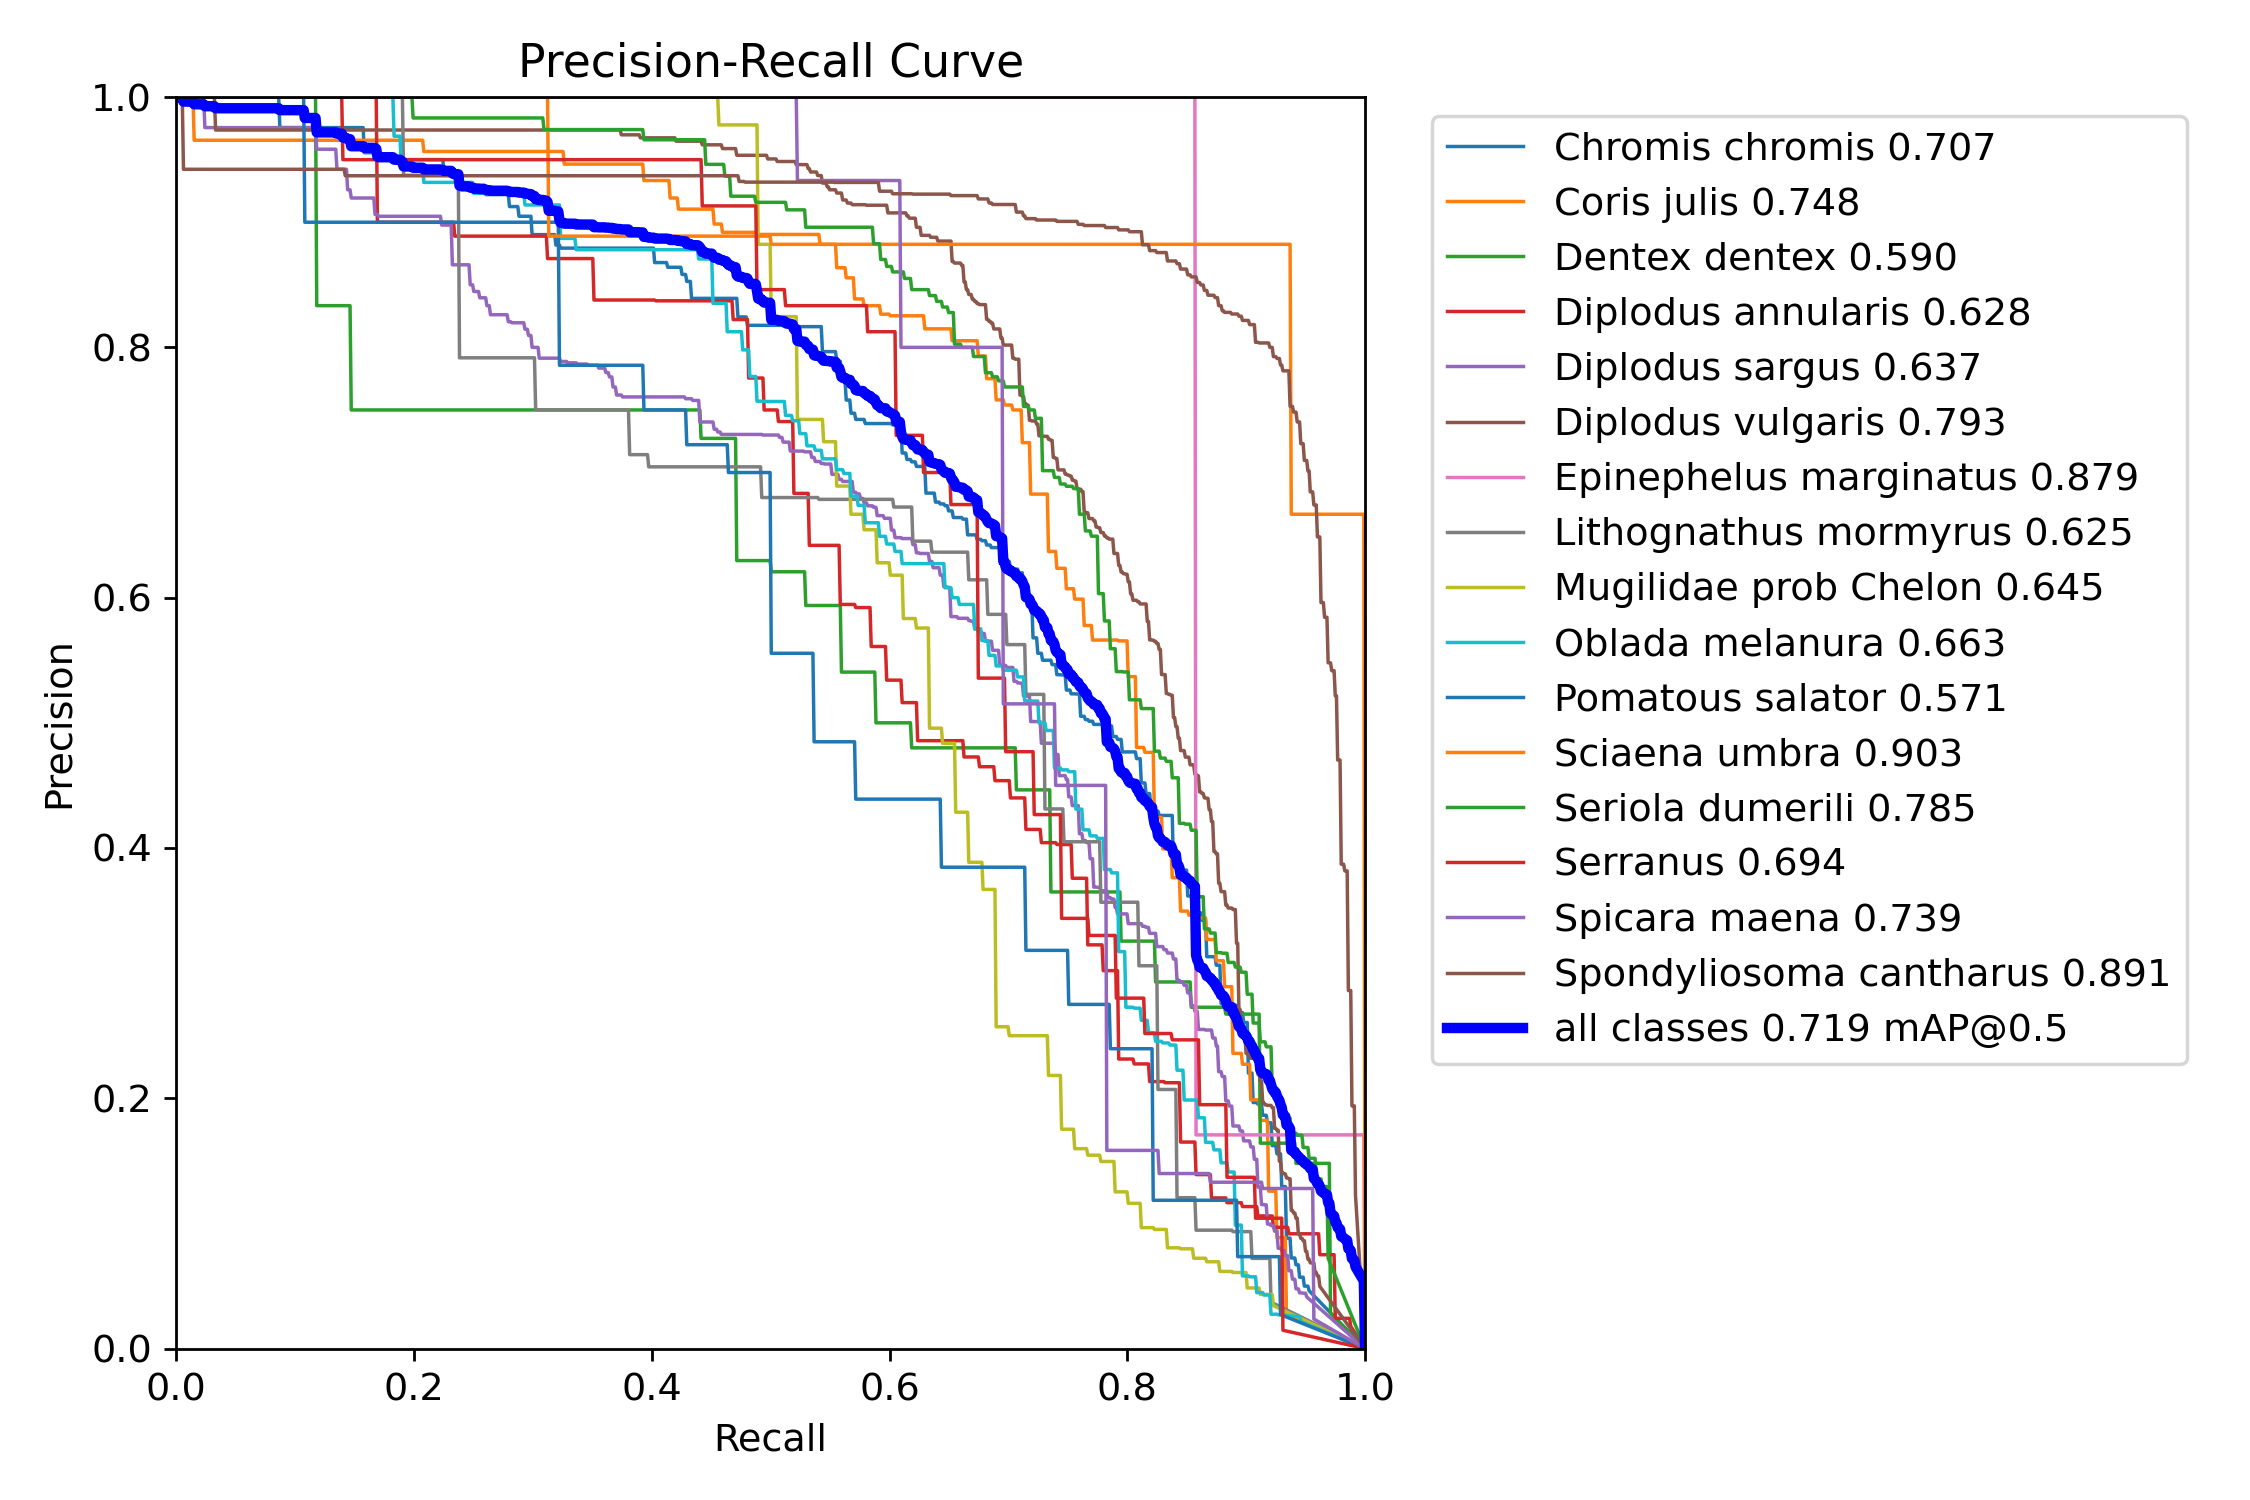 Precision-Recall Curve
1.0
0.8
0.6
0.4
0.2
0.0
Precision
0.0 0.2 0.4 0.6 0.8 1.0
Recall
Chromis chromis 0.707
Coris julis 0.748
Dentex dentex 0.590
Diplodus annularis 0.628
Diplodus sargus 0.637
Diplodus vulgaris 0.793
Epinephelus marginatus 0.879
Lithognathus mormyrus 0.625
Mugilidae prob Chelon 0.645
Oblada melanura 0.663
Pomatous salator 0.571
Sciaena umbra 0.903
Seriola dumerili 0.785
Serranus 0.694
Spicara maena 0.739
Spondyliosoma cantharus 0.891
all classes 0.719 mAP@0.5